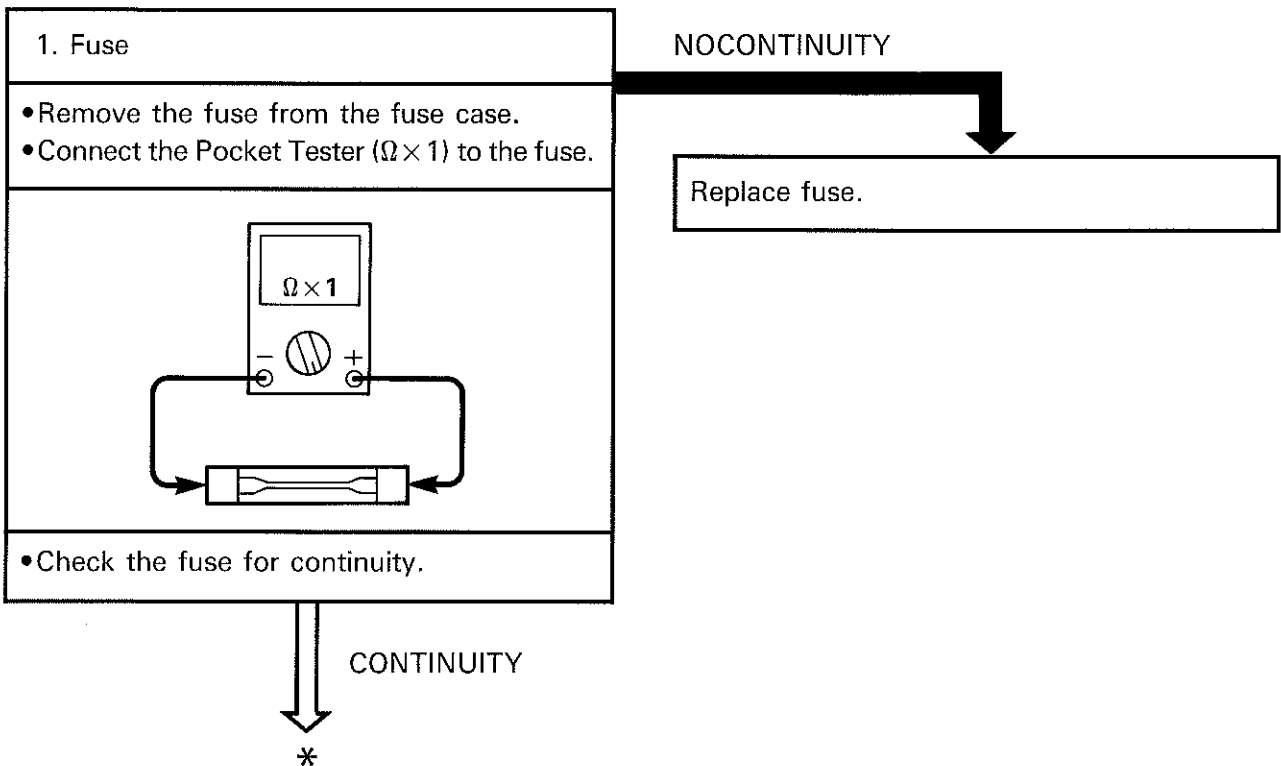 1. Fuse
NOCONTINUITY
•Remove the fuse from the fuse case.
•Connect the Pocket Tester (Ω×1) to the fuse.
Replace fuse.
Ω×1
− +
•Check the fuse for continuity.
CONTINUITY
*